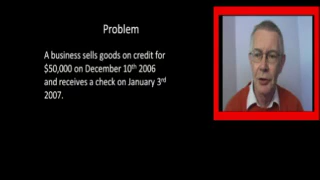 Problem
A business sells goods on credit for
$50,000 on December 10th 2006
and receives a check on January 3rd
2007.